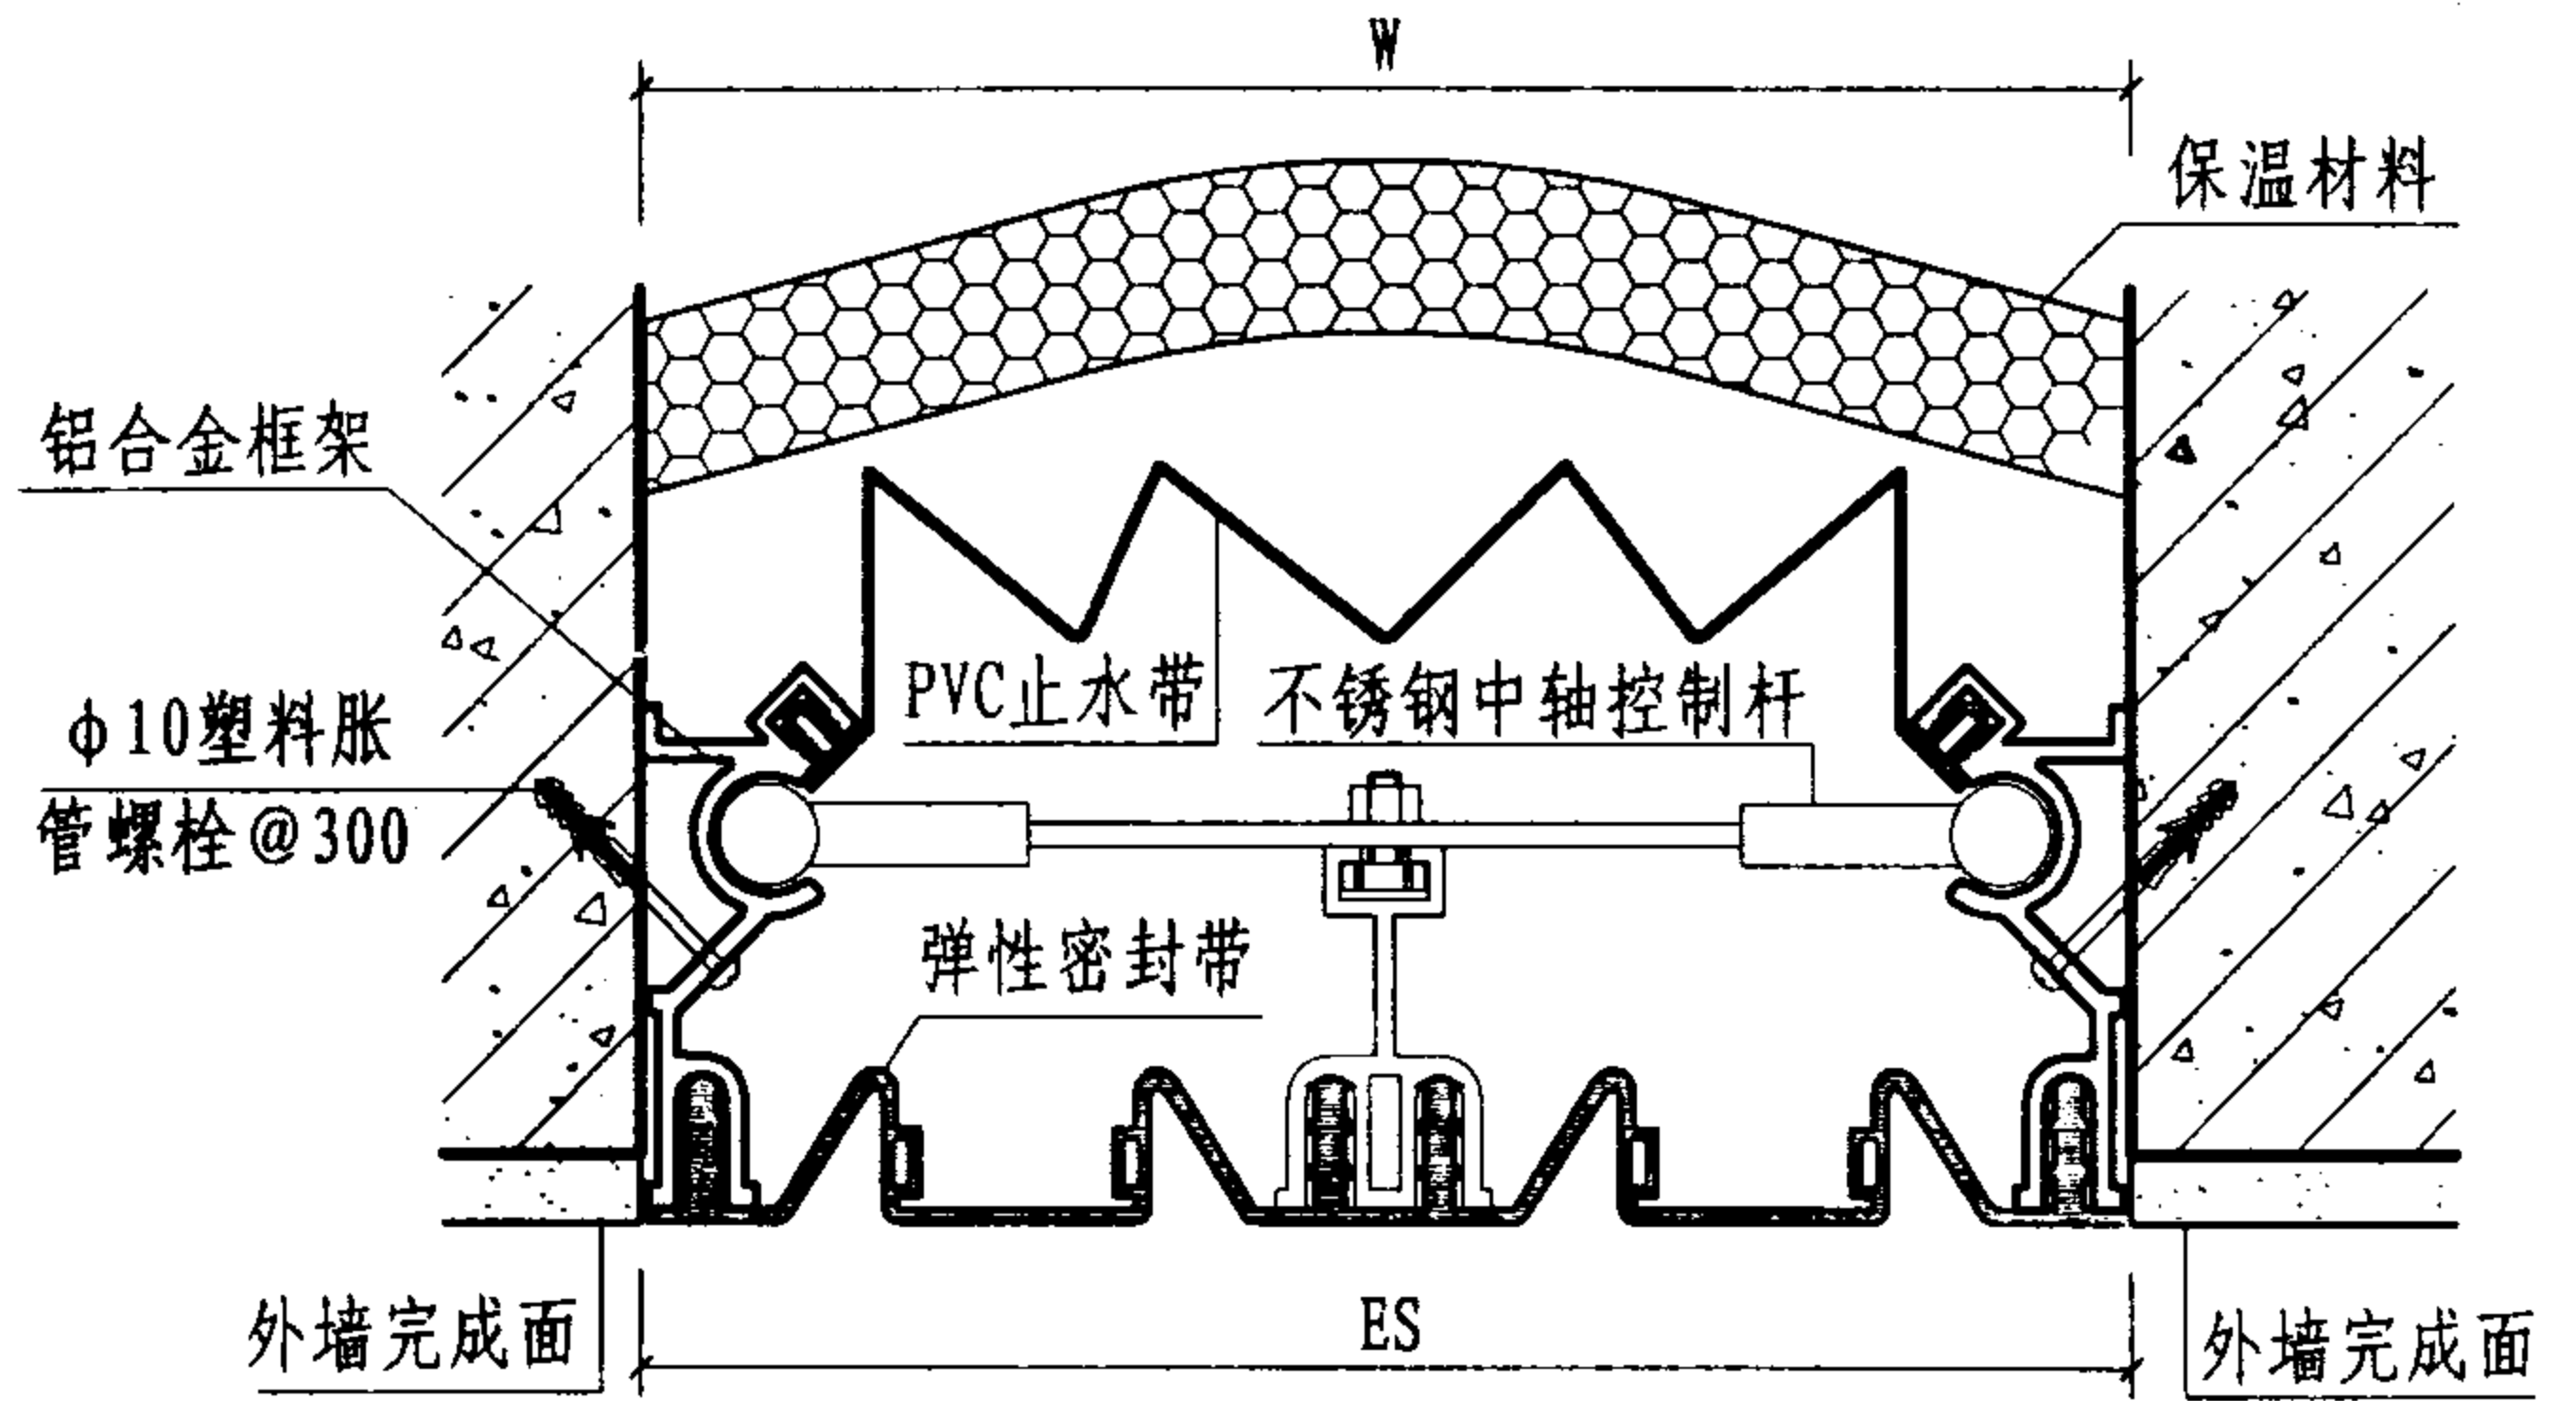 W
保温材料
铝合金框架
PVC止水带
不锈钢中轴控制杆
ϕ10塑料胀
管螺栓@300
弹性密封带
外墙完成面
ES
外墙完成面